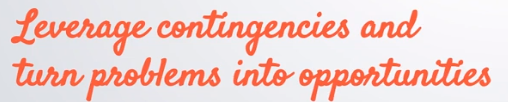 Leverage contingencies and
turn problems into opportunities